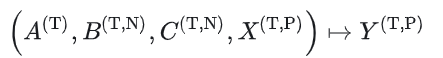 (A^(T), B^(T,N), C^(T,N), X^(T,P)) ↦ Y^(T,P)